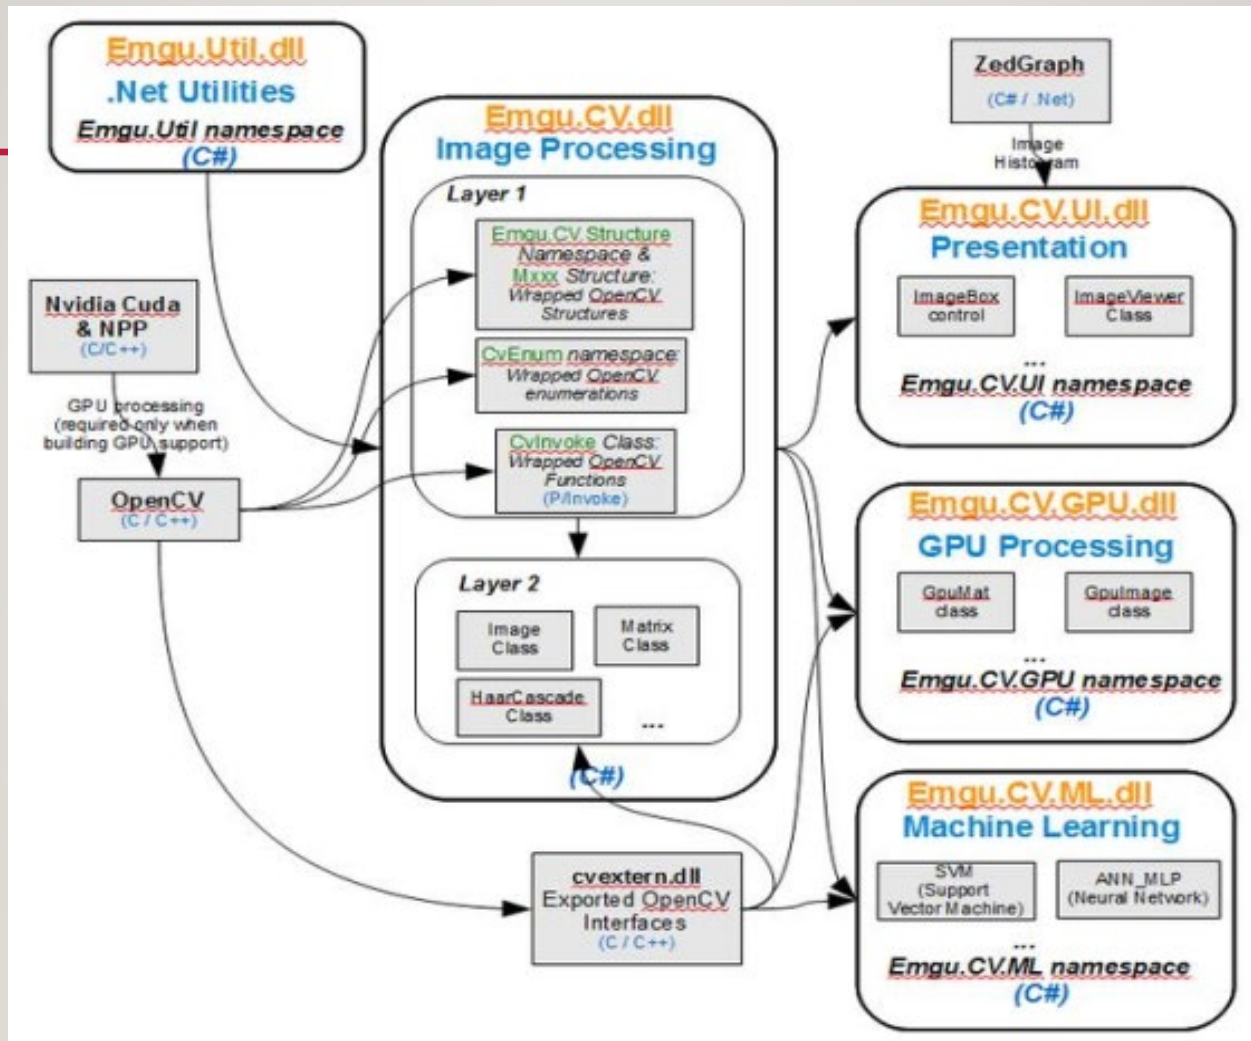 Emgu.Util.dll
.Net Utilities
Emgu.Util namespace
(C#)
Nvidia Cuda
& NPP
(C/C++)
GPU processing
(required only when
building GPU support)
OpenCV
(C / C++)
Emgu.CV.dll
Image Processing
Layer 1
Emgu.CV.Structure
Namespace &
Mxxx Structure:
Wrapped OpenCV
Structures
CvEnum namespace:
Wrapped OpenCV
enumerations
CvInvoke Class:
Wrapped OpenCV
Functions
(P/Invoke)
Layer 2
Image
Class
Matrix
Class
HaarCascade
Class
...
(C#)
cvextern.dll
Exported OpenCV
Interfaces
(C / C++)
ZedGraph
(C# / .Net)
Image
Histogram
Emgu.CV.UI.dll
Presentation
ImageBox
control
ImageViewer
Class
...
Emgu.CV.UI namespace
(C#)
Emgu.CV.GPU.dll
GPU Processing
GpuMat
class
GpuImage
class
...
Emgu.CV.GPU namespace
(C#)
Emgu.CV.ML.dll
Machine Learning
SVM
(Support
Vector Machine)
ANN_MLP
(Neural Network)
...
Emgu.CV.ML namespace
(C#)